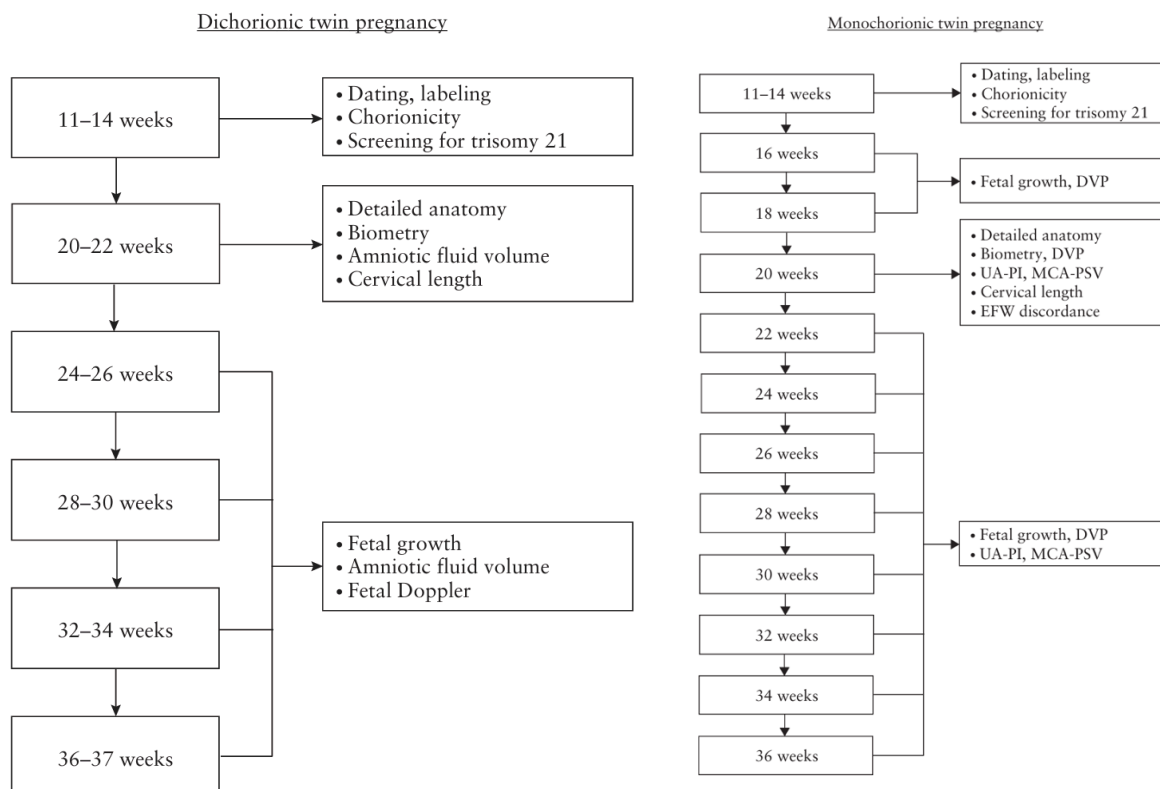 Dichorionic twin pregnancy
11–14 weeks
• Dating, labeling
• Chorionicity
• Screening for trisomy 21
20–22 weeks
• Detailed anatomy
• Biometry
• Amniotic fluid volume
• Cervical length
24–26 weeks
28–30 weeks
32–34 weeks
36–37 weeks
• Fetal growth
• Amniotic fluid volume
• Fetal Doppler
Monochorionic twin pregnancy
11–14 weeks
• Dating, labeling
• Chorionicity
• Screening for trisomy 21
16 weeks
18 weeks
• Fetal growth, DVP
20 weeks
• Detailed anatomy
• Biometry, DVP
• UA-PI, MCA-PSV
• Cervical length
• EFW discordance
22 weeks
24 weeks
26 weeks
28 weeks
30 weeks
32 weeks
34 weeks
36 weeks
• Fetal growth, DVP
• UA-PI, MCA-PSV